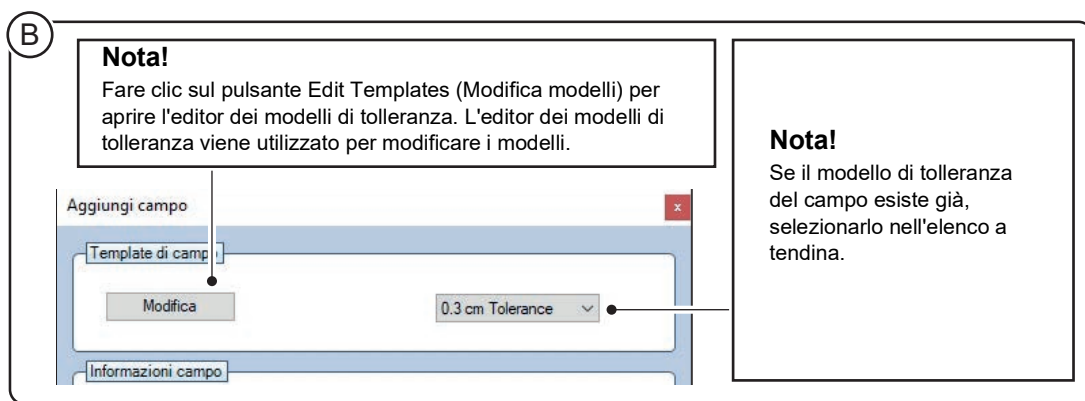 B
Nota!
Fare clic sul pulsante Edit Templates (Modifica modelli) per
aprire l'editor dei modelli di tolleranza. L'editor dei modelli di
tolleranza viene utilizzato per modificare i modelli.
Nota!
Se il modello di tolleranza
del campo esiste già,
selezionarlo nell'elenco a
tendina.
Aggiungi campo
x
Template di campo
Modifica
0.3 cm Tolerance
Informazioni campo